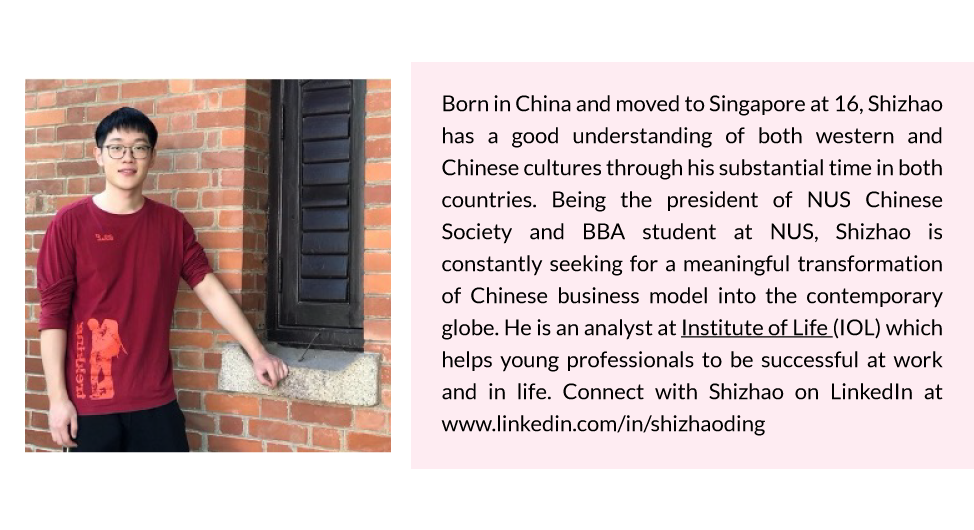 Born in China and moved to Singapore at 16, Shizhao
has a good understanding of both western and
Chinese cultures through his substantial time in both
countries. Being the president of NUS Chinese
Society and BBA student at NUS, Shizhao is
constantly seeking for a meaningful transformation
of Chinese business model into the contemporary
globe. He is an analyst at Institute of Life (IOL) which
helps young professionals to be successful at work
and in life. Connect with Shizhao on LinkedIn at
www.linkedin.com/in/shizhaoding